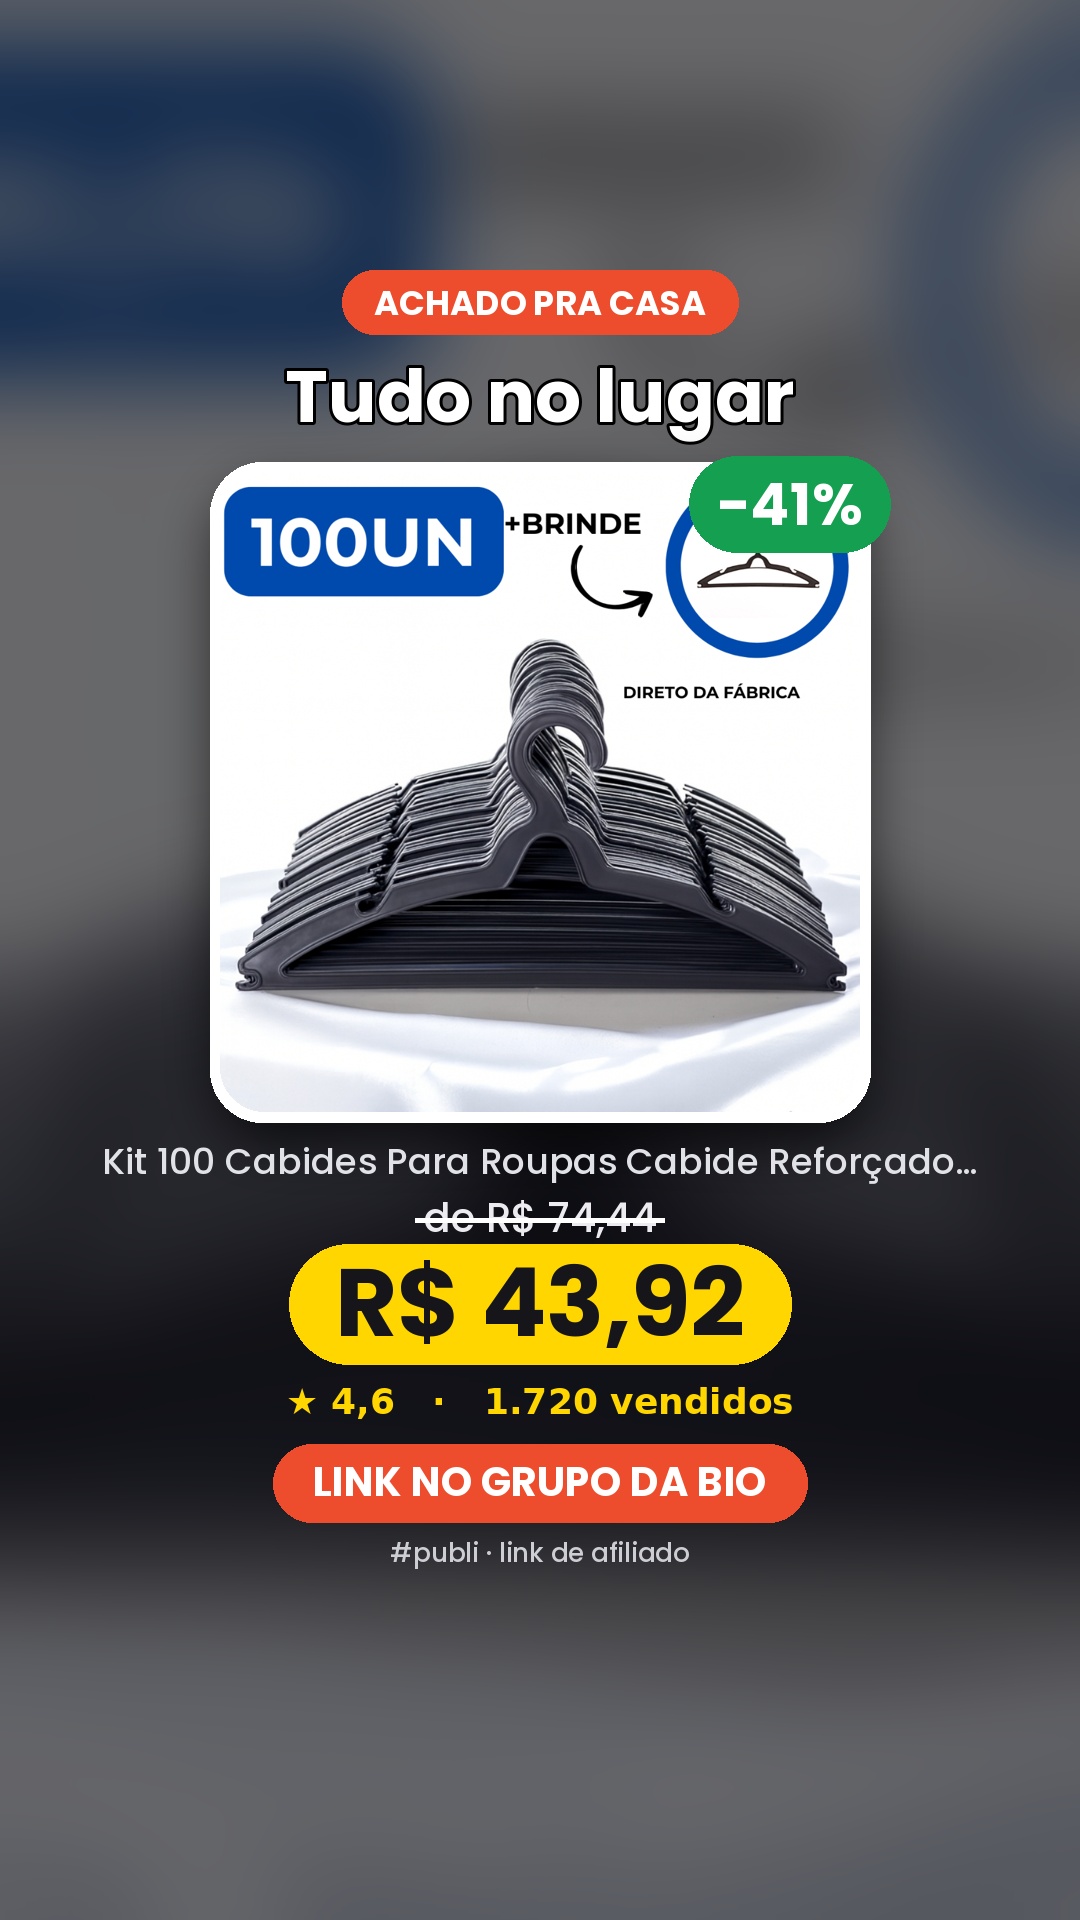 ACHADO PRA CASA
Tudo no lugar
-41%
100UN
+BRINDE
DIRETO DA FÁBRICA
Kit 100 Cabides Para Roupas Cabide Reforçado...
de R$ 74,44
R$ 43,92
★ 4,6 · 1.720 vendidos
LINK NO GRUPO DA BIO
#publi · link de afiliado